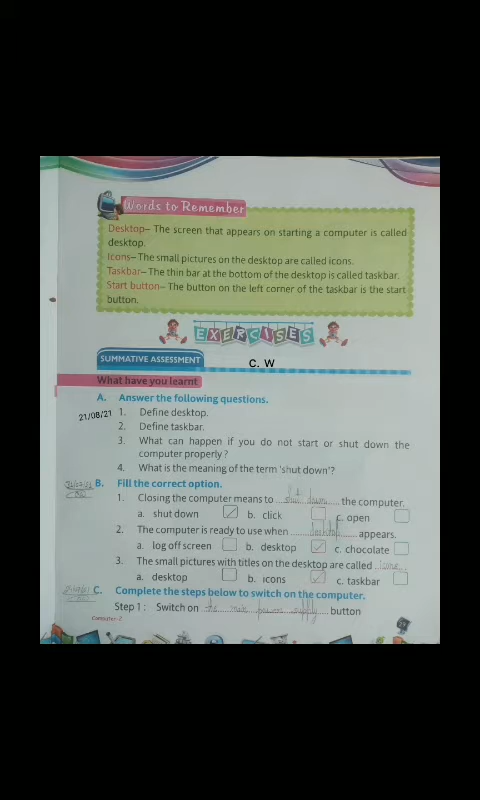 Words to Remember
Desktop– The screen that appears on starting a computer is called
desktop.
Icons– The small pictures on the desktop are called icons.
Taskbar– The thin bar at the bottom of the desktop is called taskbar.
Start button– The button on the left corner of the taskbar is the start
button.
EXERCISES
SUMMATIVE ASSESSMENT
C. W
What have you learnt
A. Answer the following questions.
21/08/21 1. Define desktop.
2. Define taskbar.
3. What can happen if you do not start or shut down the
computer properly?
4. What is the meaning of the term 'shut down'?
B. Fill the correct option.
1. Closing the computer means to shut down the computer.
a. shut down b. click c. open
2. The computer is ready to use when desktop appears.
a. log off screen b. desktop c. chocolate
3. The small pictures with titles on the desktop are called icons
a. desktop b. icons c. taskbar
C. Complete the steps below to switch on the computer.
Step 1 : Switch on the main power supply button
Computer-2